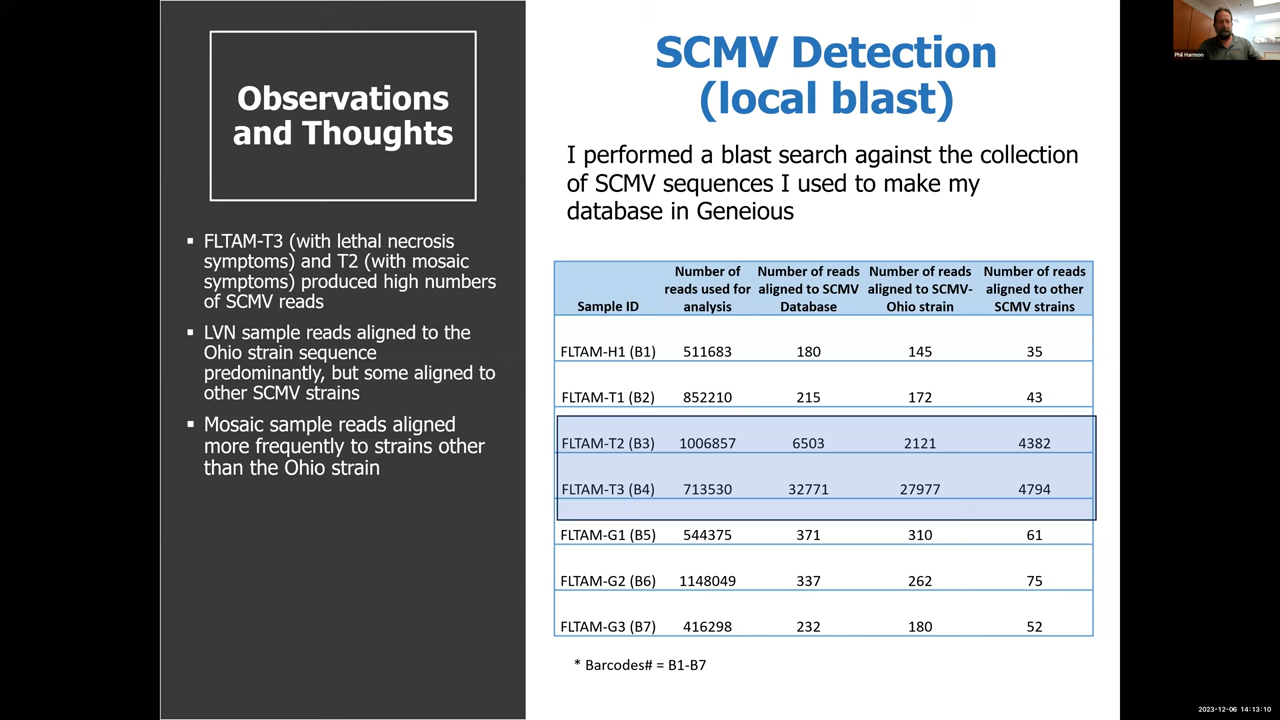 Observations
and Thoughts
▪ FLTAM-T3 (with lethal necrosis
symptoms) and T2 (with mosaic
symptoms) produced high numbers
of SCMV reads
▪ LVN sample reads aligned to the
Ohio strain sequence
predominantly, but some aligned to
other SCMV strains
▪ Mosaic sample reads aligned
more frequently to strains other
than the Ohio strain
SCMV Detection
(local blast)
I performed a blast search against the collection
of SCMV sequences I used to make my
database in Geneious
Sample ID | Number of reads used for analysis | Number of reads aligned to SCMV Database | Number of reads aligned to SCMV-Ohio strain | Number of reads aligned to other SCMV strains
FLTAM-H1 (B1) | 511683 | 180 | 145 | 35
FLTAM-T1 (B2) | 852210 | 215 | 172 | 43
FLTAM-T2 (B3) | 1006857 | 6503 | 2121 | 4382
FLTAM-T3 (B4) | 713530 | 32771 | 27977 | 4794
FLTAM-G1 (B5) | 544375 | 371 | 310 | 61
FLTAM-G2 (B6) | 1148049 | 337 | 262 | 75
FLTAM-G3 (B7) | 416298 | 232 | 180 | 52
* Barcodes# = B1-B7
Phil Harmon
2023-12-06 14:13:10